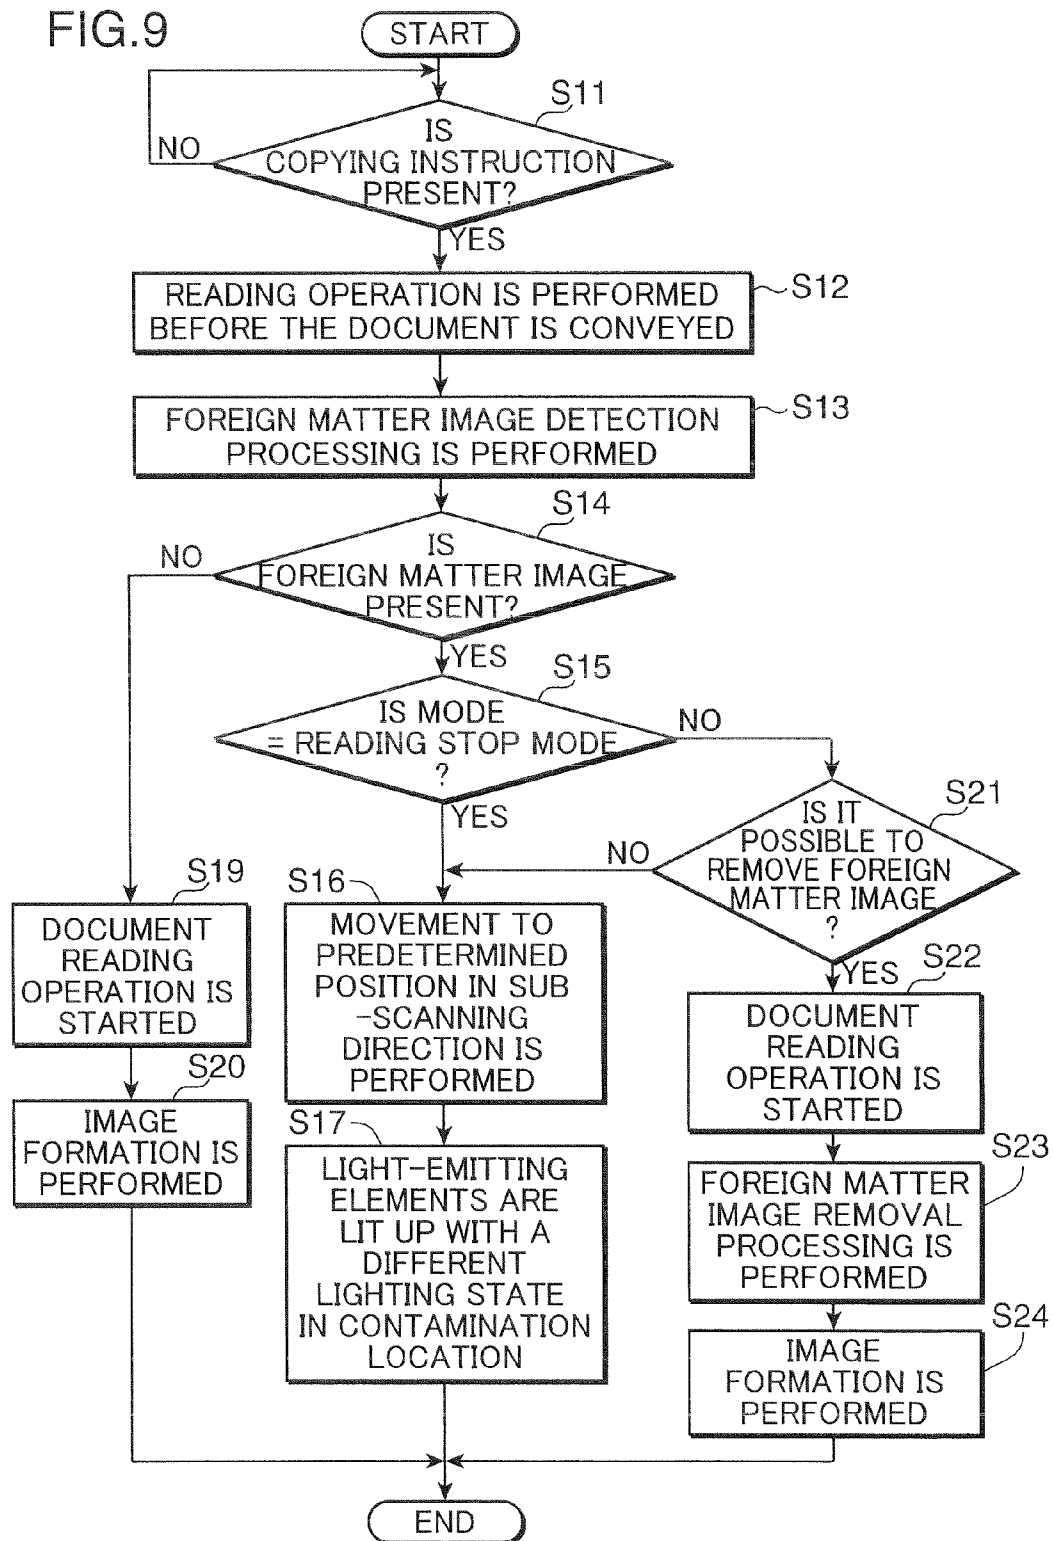 FIG.9
START
S11
IS
COPYING INSTRUCTION
PRESENT?
NO
YES
S12
READING OPERATION IS PERFORMED
BEFORE THE DOCUMENT IS CONVEYED
S13
FOREIGN MATTER IMAGE DETECTION
PROCESSING IS PERFORMED
S14
IS
FOREIGN MATTER IMAGE
PRESENT?
NO
YES
S15
IS MODE
= READING STOP MODE
?
NO
YES
S21
IS IT
POSSIBLE TO
REMOVE FOREIGN
MATTER IMAGE
?
NO
YES
S19
DOCUMENT
READING
OPERATION IS
STARTED
S20
IMAGE
FORMATION IS
PERFORMED
S16
MOVEMENT TO
PREDETERMINED
POSITION IN SUB
-SCANNING
DIRECTION IS
PERFORMED
S17
LIGHT-EMITTING
ELEMENTS ARE
LIT UP WITH A
DIFFERENT
LIGHTING STATE
IN CONTAMINATION
LOCATION
S22
DOCUMENT
READING
OPERATION IS
STARTED
S23
FOREIGN MATTER
IMAGE REMOVAL
PROCESSING IS
PERFORMED
S24
IMAGE
FORMATION IS
PERFORMED
END